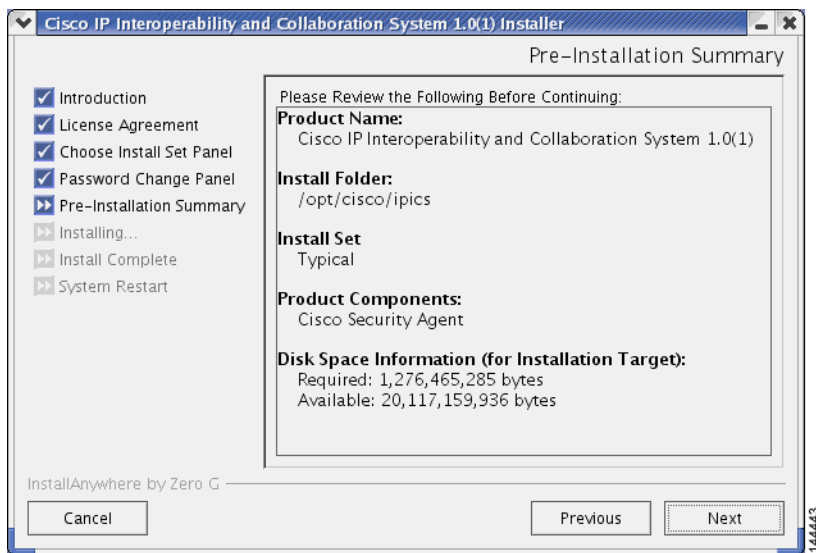 Cisco IP Interoperability and Collaboration System 1.0(1) Installer
Pre-Installation Summary
Introduction
License Agreement
Choose Install Set Panel
Password Change Panel
Pre-Installation Summary
Installing...
Install Complete
System Restart
Please Review the Following Before Continuing:
Product Name:
Cisco IP Interoperability and Collaboration System 1.0(1)
Install Folder:
/opt/cisco/ipics
Install Set
Typical
Product Components:
Cisco Security Agent
Disk Space Information (for Installation Target):
Required: 1,276,465,285 bytes
Available: 20,117,159,936 bytes
InstallAnywhere by Zero G
Cancel
Previous
Next
144443